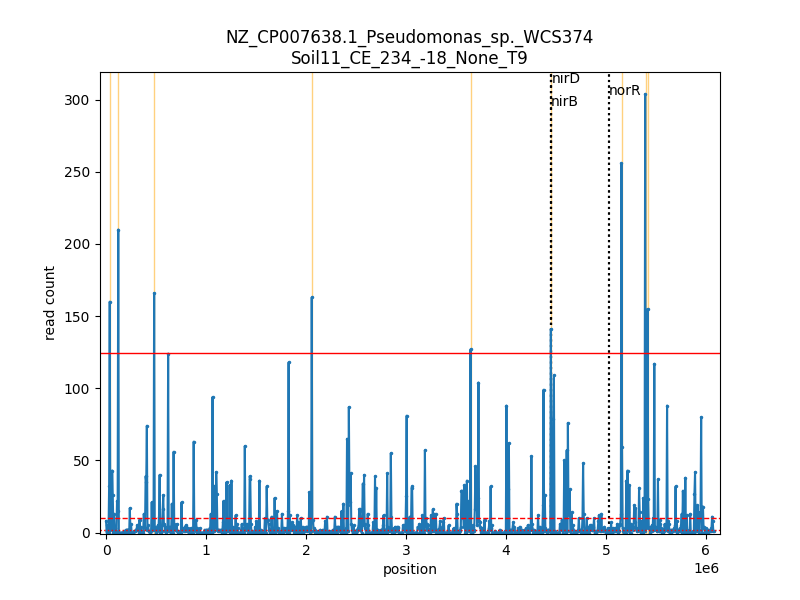 NZ_CP007638.1_Pseudomonas_sp._WCS374
Soil11_CE_234_-18_None_T9
nirD
nirB
norR
300
250
200
150
100
50
0
read count
0 1 2 3 4 5 6
1e6
position